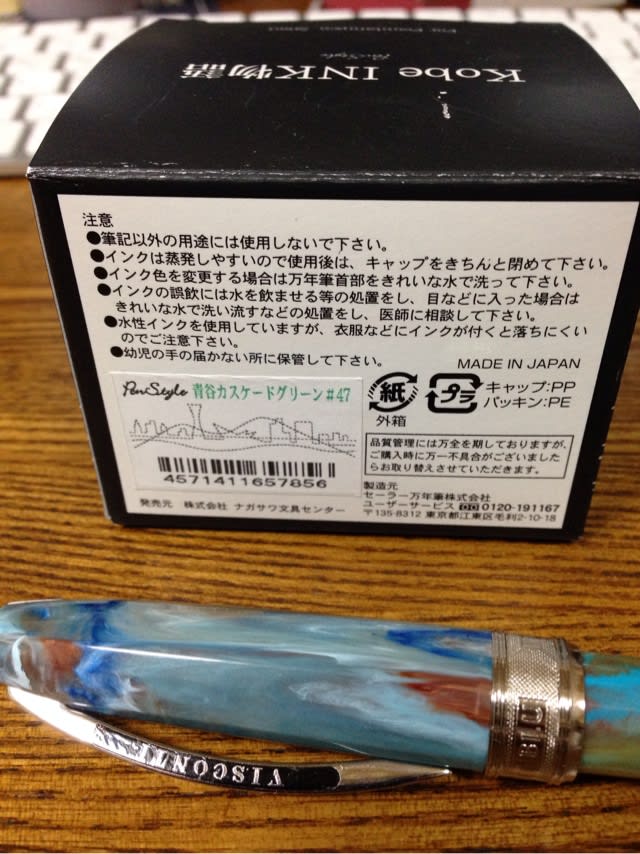 For Fountainpen Only
PenStyle
Kobe INK物語
注意
●筆記以外の用途には使用しないで下さい。
●インクは蒸発しやすいので使用後は、キャップをきちんと閉めて下さい。
●インク色を変更する場合は万年筆首部をきれいな水で洗って下さい。
●インクの誤飲には水を飲ませる等の処置をし、目などに入った場合は
きれいな水で洗い流すなどの処置をし、医師に相談して下さい。
●水性インクを使用していますが、衣服などにインクが付くと落ちにくい
のでご注意下さい。
●幼児の手の届かない所に保管して下さい。
MADE IN JAPAN
PenStyle 青谷カスケードグリーン#47
紙
外箱
プラ
キャップ:PP
パッキン:PE
4571411657856
品質管理には万全を期しておりますが、
ご購入時に万一不具合がございました
らお取り替えさせていただきます。
発売元 株式会社 ナガサワ文具センター
製造元
セーラー万年筆株式会社
ユーザーサービス 0120-191167
〒135-8312 東京都江東区毛利2-10-18
VISCONTI